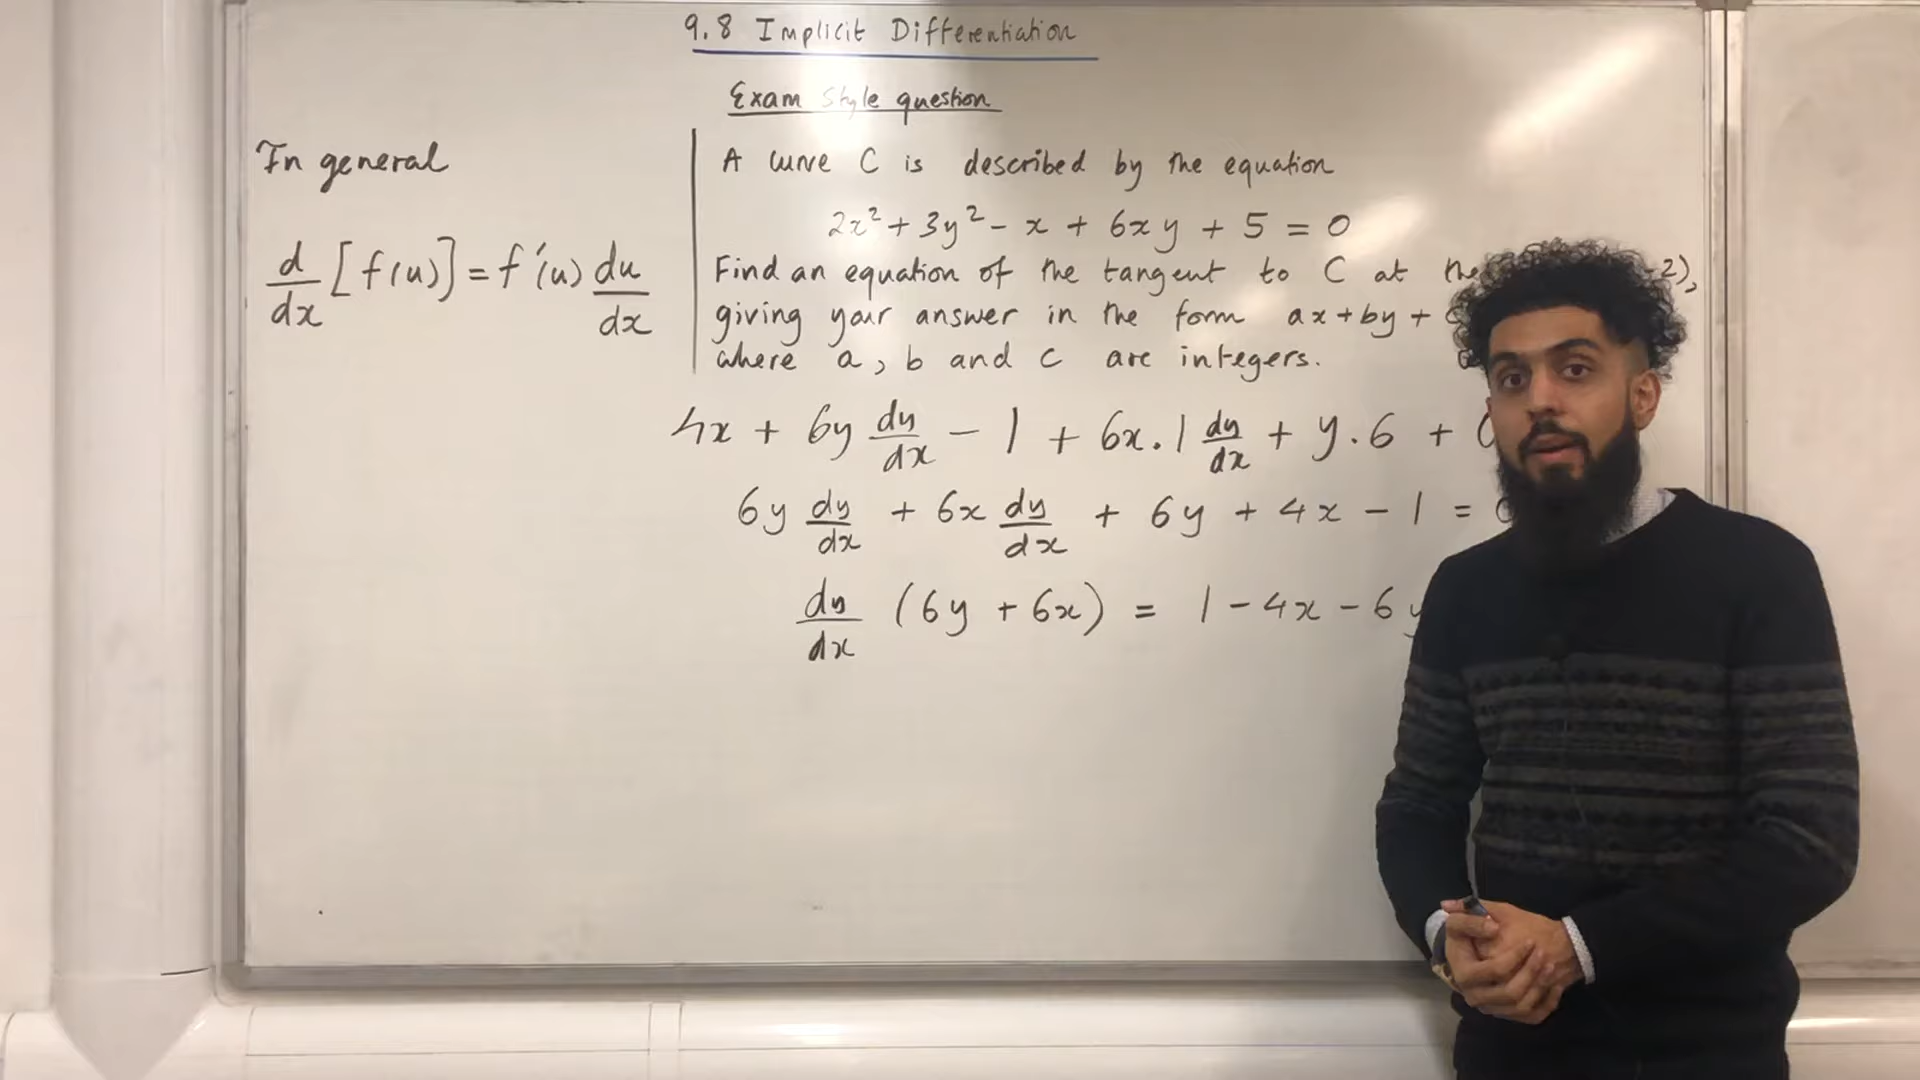 9.8 Implicit Differentiation
Exam Style question
In general
d/dx [f(u)] = f'(u) du/dx
A curve C is described by the equation
2x² + 3y² - x + 6xy + 5 = 0
Find an equation of the tangent to C at the 2),
giving your answer in the form ax + by +
where a, b and c are integers.
4x + 6y dy/dx - 1 + 6x.1 dy/dx + y.6 +
6y dy/dx + 6x dy/dx + 6y + 4x - 1 =
dy/dx (6y + 6x) = 1 - 4x - 6y